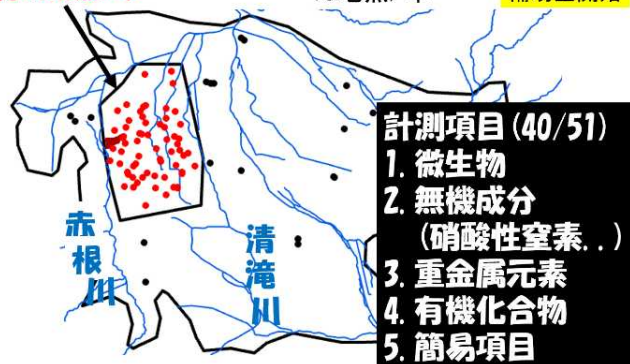 計測項目(40/51)
1. 微生物
2. 無機成分
(硝酸性窒素..)
3. 重金属元素
4. 有機化合物
5. 簡易項目
赤根川
清滝川